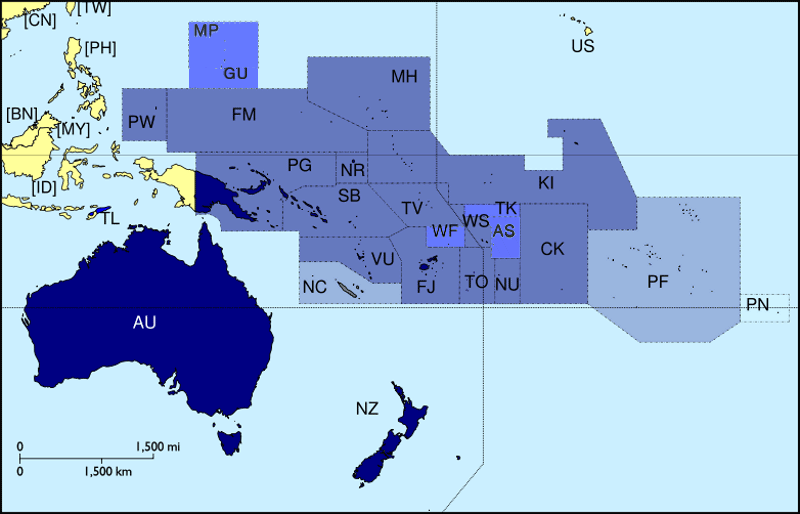 [TW]
[CN]
MP
US
[PH]
GU
MH
[BN]
FM
PW
[MY]
PG
NR
KI
[ID]
SB
TV
TK
TL
WS
WF
AS
VU
CK
NC
FJ
TO
NU
PF
PN
AU
NZ
0 1,500 mi
0 1,500 km